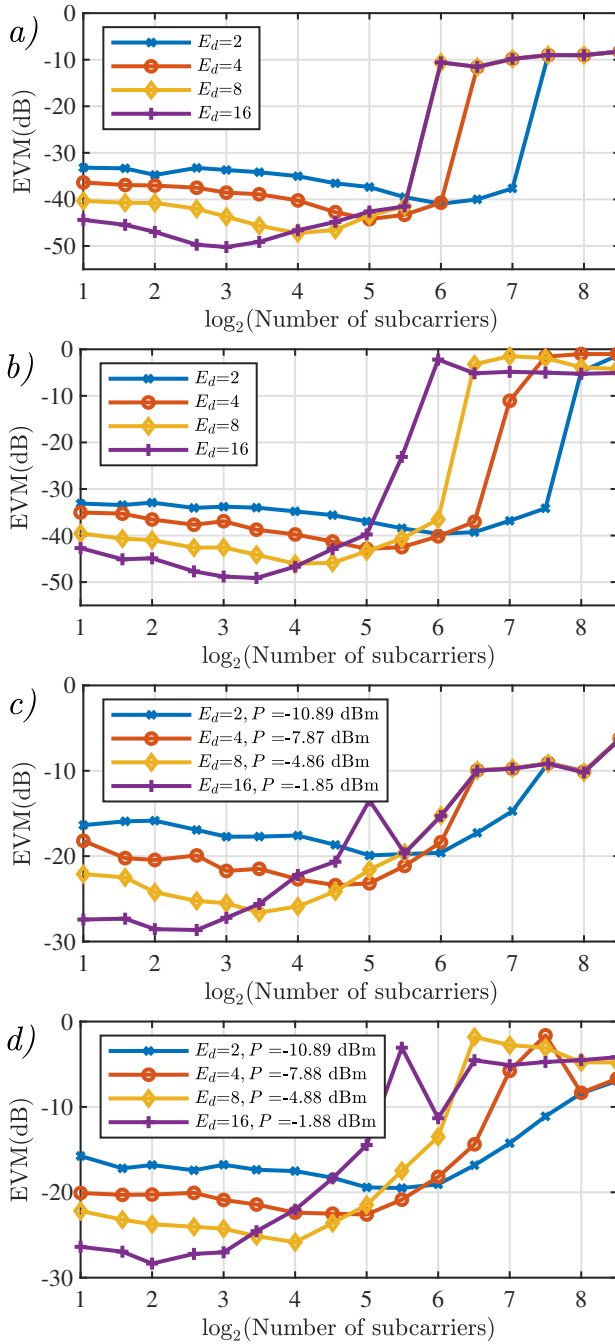 a)
0
-10
-20
-30
-40
-50
EVM(dB)
E_d=2
E_d=4
E_d=8
E_d=16
1 2 3 4 5 6 7 8
log₂(Number of subcarriers)
b)
0
-10
-20
-30
-40
-50
EVM(dB)
E_d=2
E_d=4
E_d=8
E_d=16
1 2 3 4 5 6 7 8
log₂(Number of subcarriers)
c)
0
-10
-20
-30
EVM(dB)
E_d=2, P =-10.89 dBm
E_d=4, P =-7.87 dBm
E_d=8, P =-4.86 dBm
E_d=16, P =-1.85 dBm
1 2 3 4 5 6 7 8
log₂(Number of subcarriers)
d)
0
-10
-20
-30
EVM(dB)
E_d=2, P =-10.89 dBm
E_d=4, P =-7.88 dBm
E_d=8, P =-4.88 dBm
E_d=16, P =-1.88 dBm
1 2 3 4 5 6 7 8
log₂(Number of subcarriers)